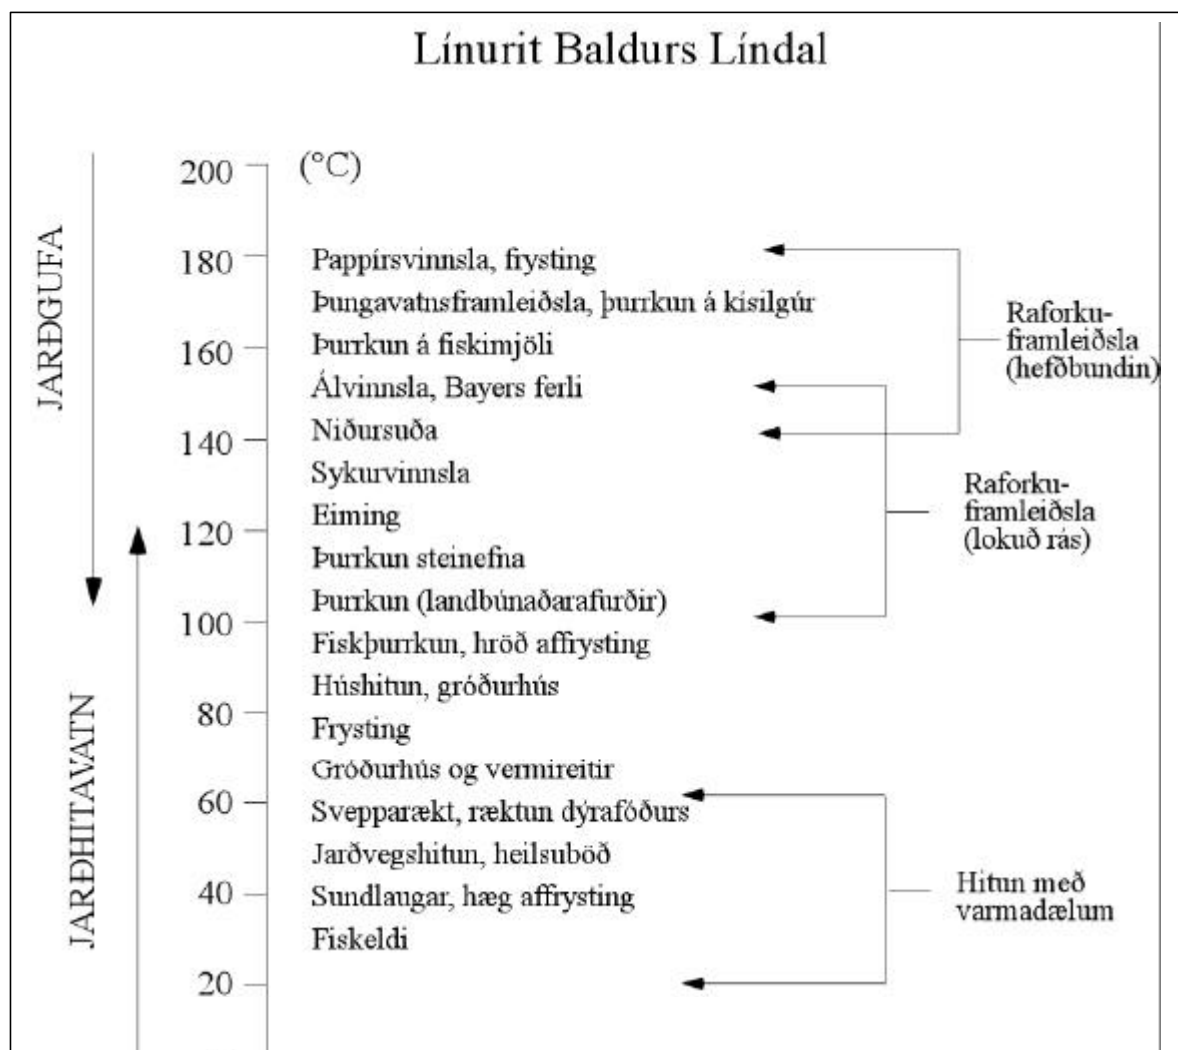 Línurit Baldurs Líndal
(°C)
200
180
160
140
120
100
80
60
40
20
JARÐGUFA
JARÐHITAVATN
Pappírsvinnsla, frysting
Þungavatnsframleiðsla, þurrkun á kísilgúr
Þurrkun á fiskimjöli
Álvinnsla, Bayers ferli
Niðursuða
Sykurvinnsla
Eiming
Þurrkun steinefna
Þurrkun (landbúnaðarafurðir)
Fiskþurrkun, hröð affrysting
Húshitun, gróðurhús
Frysting
Gróðurhús og vermireitir
Svepparækt, ræktun dýrafóðurs
Jarðvegshitun, heilsuböð
Sundlaugar, hæg affrysting
Fiskeldi
Raforku-
framleiðsla
(hefðbundin)
Raforku-
framleiðsla
(lokuð rás)
Hitun með
varmadælum